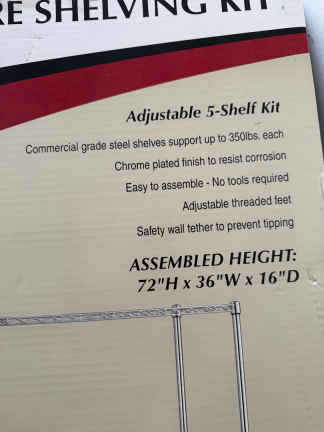 RE SHELVING KIT
Adjustable 5-Shelf Kit
Commercial grade steel shelves support up to 350lbs. each
Chrome plated finish to resist corrosion
Easy to assemble - No tools required
Adjustable threaded feet
Safety wall tether to prevent tipping
ASSEMBLED HEIGHT:
72"H x 36"W x 16"D